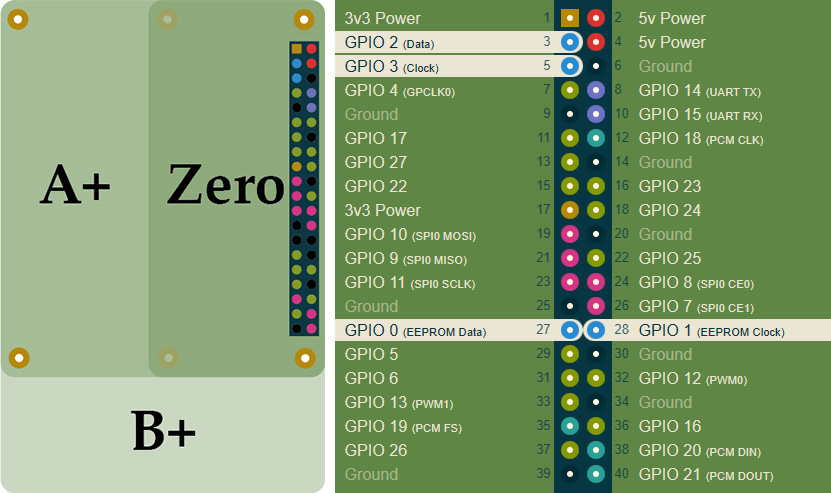 A+
Zero
B+
3v3 Power 1 2 5v Power
GPIO 2 (Data) 3 4 5v Power
GPIO 3 (Clock) 5 6 Ground
GPIO 4 (GPCLK0) 7 8 GPIO 14 (UART TX)
Ground 9 10 GPIO 15 (UART RX)
GPIO 17 11 12 GPIO 18 (PCM CLK)
GPIO 27 13 14 Ground
GPIO 22 15 16 GPIO 23
3v3 Power 17 18 GPIO 24
GPIO 10 (SPI0 MOSI) 19 20 Ground
GPIO 9 (SPI0 MISO) 21 22 GPIO 25
GPIO 11 (SPI0 SCLK) 23 24 GPIO 8 (SPI0 CE0)
Ground 25 26 GPIO 7 (SPI0 CE1)
GPIO 0 (EEPROM Data) 27 28 GPIO 1 (EEPROM Clock)
GPIO 5 29 30 Ground
GPIO 6 31 32 GPIO 12 (PWM0)
GPIO 13 (PWM1) 33 34 Ground
GPIO 19 (PCM FS) 35 36 GPIO 16
GPIO 26 37 38 GPIO 20 (PCM DIN)
Ground 39 40 GPIO 21 (PCM DOUT)